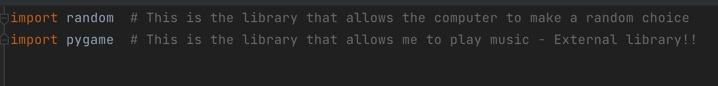 import random  # This is the library that allows the computer to make a random choice
import pygame  # This is the library that allows me to play music - External library!!